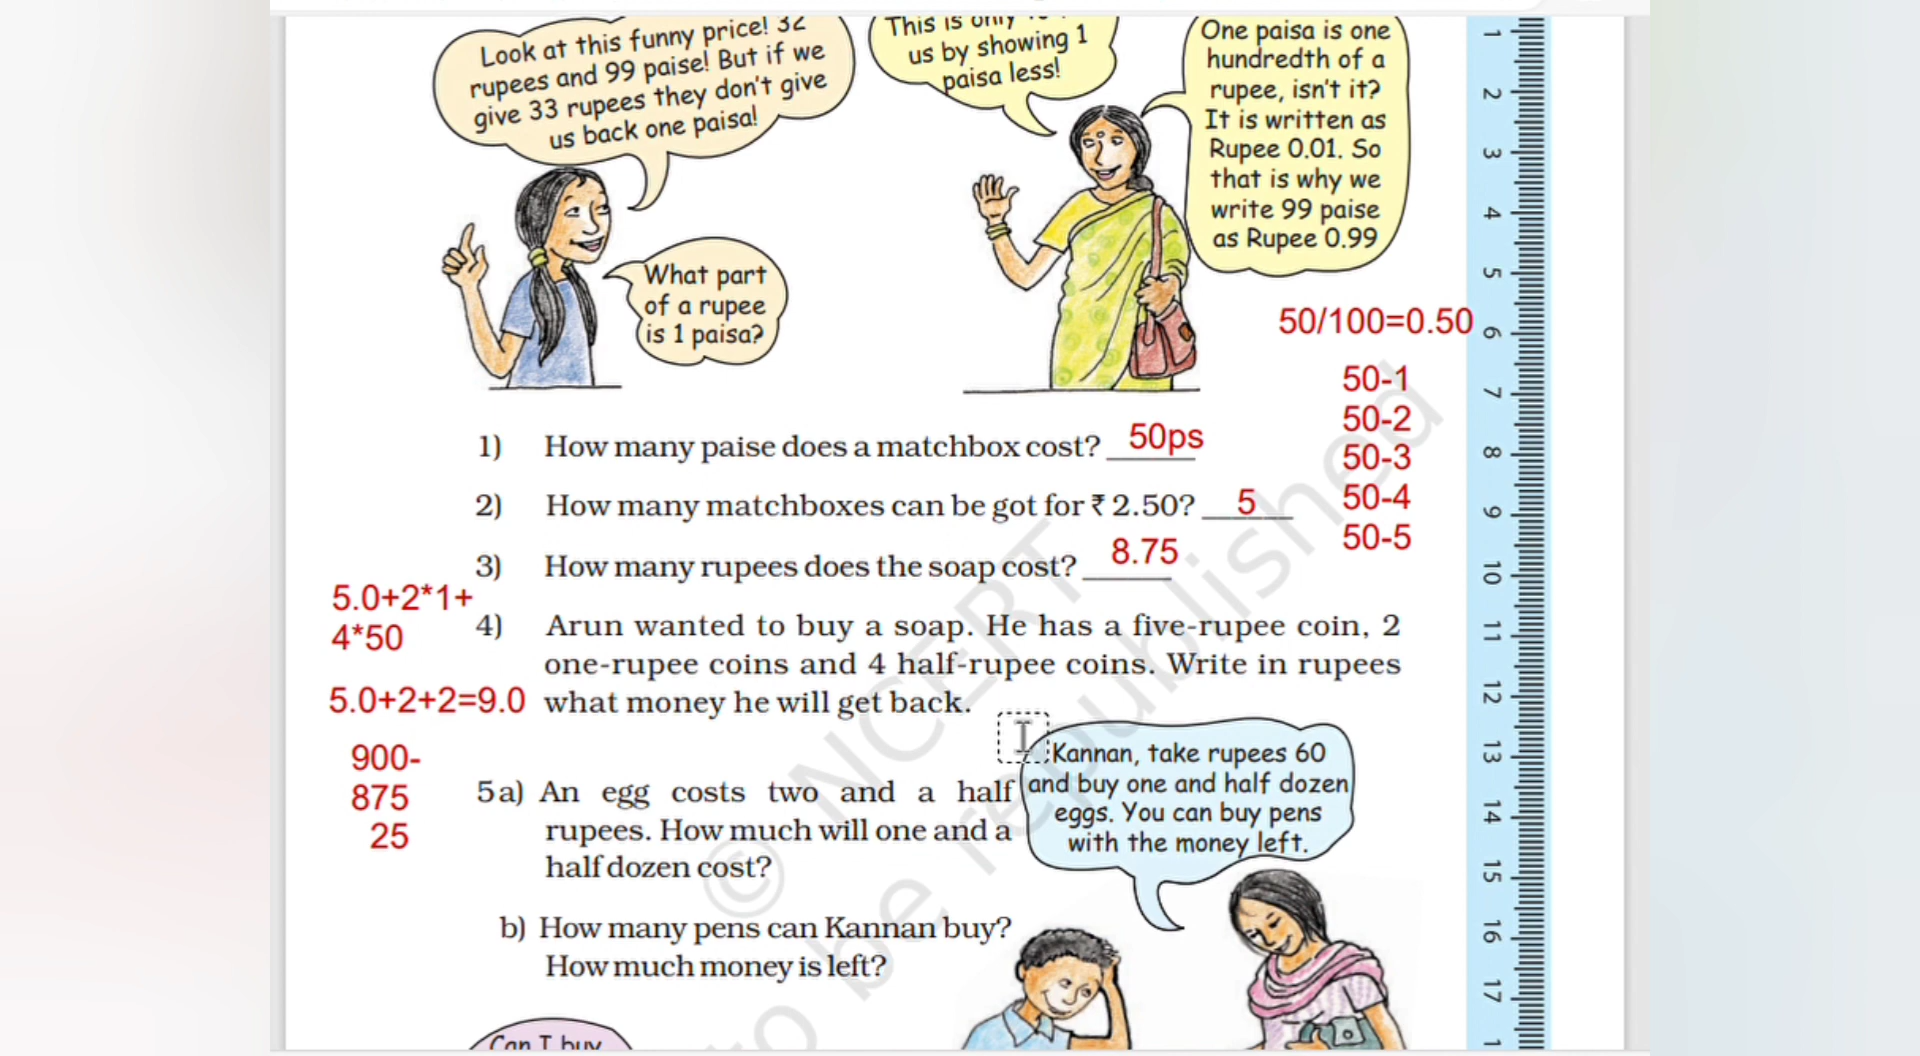 Look at this funny price! 32
rupees and 99 paise! But if we
give 33 rupees they don't give
us back one paisa!
This is only
us by showing 1
paisa less!
One paisa is one
hundredth of a
rupee, isn't it?
It is written as
Rupee 0.01. So
that is why we
write 99 paise
as Rupee 0.99
What part
of a rupee
is 1 paisa?
50/100=0.50
50-1
50-2
50-3
50-4
50-5
1) How many paise does a matchbox cost? 50ps
2) How many matchboxes can be got for ₹ 2.50? 5
3) How many rupees does the soap cost? 8.75
5.0+2*1+
4*50
5.0+2+2=9.0
900-
875
25
4) Arun wanted to buy a soap. He has a five-rupee coin, 2
one-rupee coins and 4 half-rupee coins. Write in rupees
what money he will get back.
Kannan, take rupees 60
and buy one and half dozen
eggs. You can buy pens
with the money left.
5a) An egg costs two and a half
rupees. How much will one and a
half dozen cost?
b) How many pens can Kannan buy?
How much money is left?
Can I buy
© NCERT
to be republished
1
2
3
4
5
6
7
8
9
10
11
12
13
14
15
16
17
1